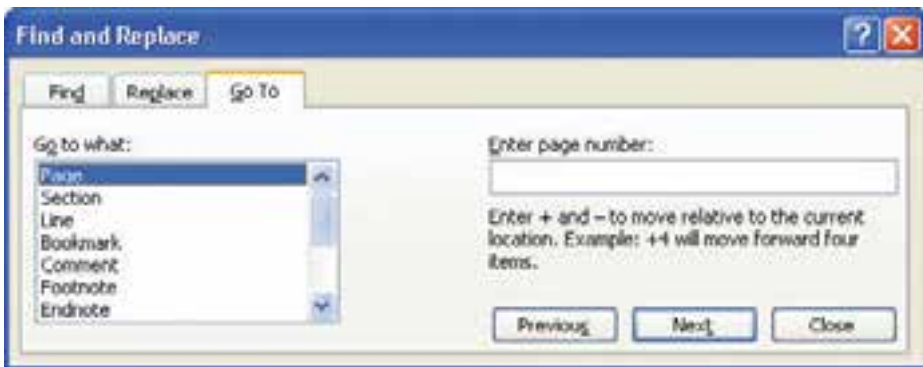 Find and Replace
Find
Replace
Go To
Go to what:
Page
Section
Line
Bookmark
Comment
Footnote
Endnote
Enter page number:
Enter + and – to move relative to the current
location. Example: +4 will move forward four
items.
Previous
Next
Close